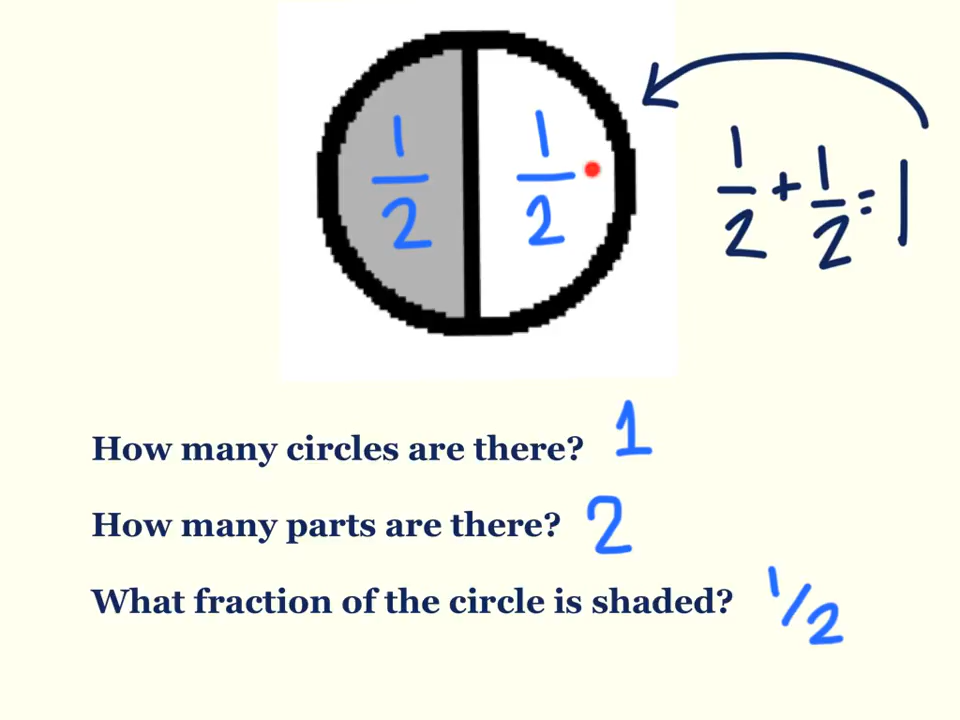 1/2 1/2
1/2 + 1/2 = 1
How many circles are there? 1
How many parts are there? 2
What fraction of the circle is shaded? 1/2